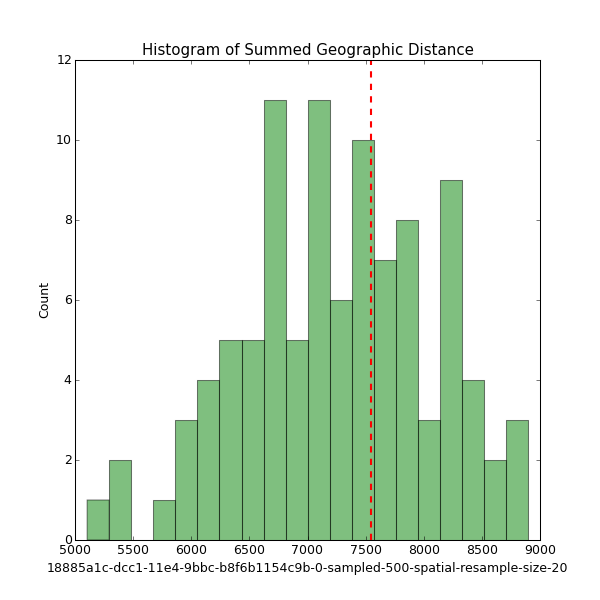 Histogram of Summed Geographic Distance
12
10
8
6
4
2
0
Count
5000 5500 6000 6500 7000 7500 8000 8500 9000
18885a1c-dcc1-11e4-9bbc-b8f6b1154c9b-0-sampled-500-spatial-resample-size-20